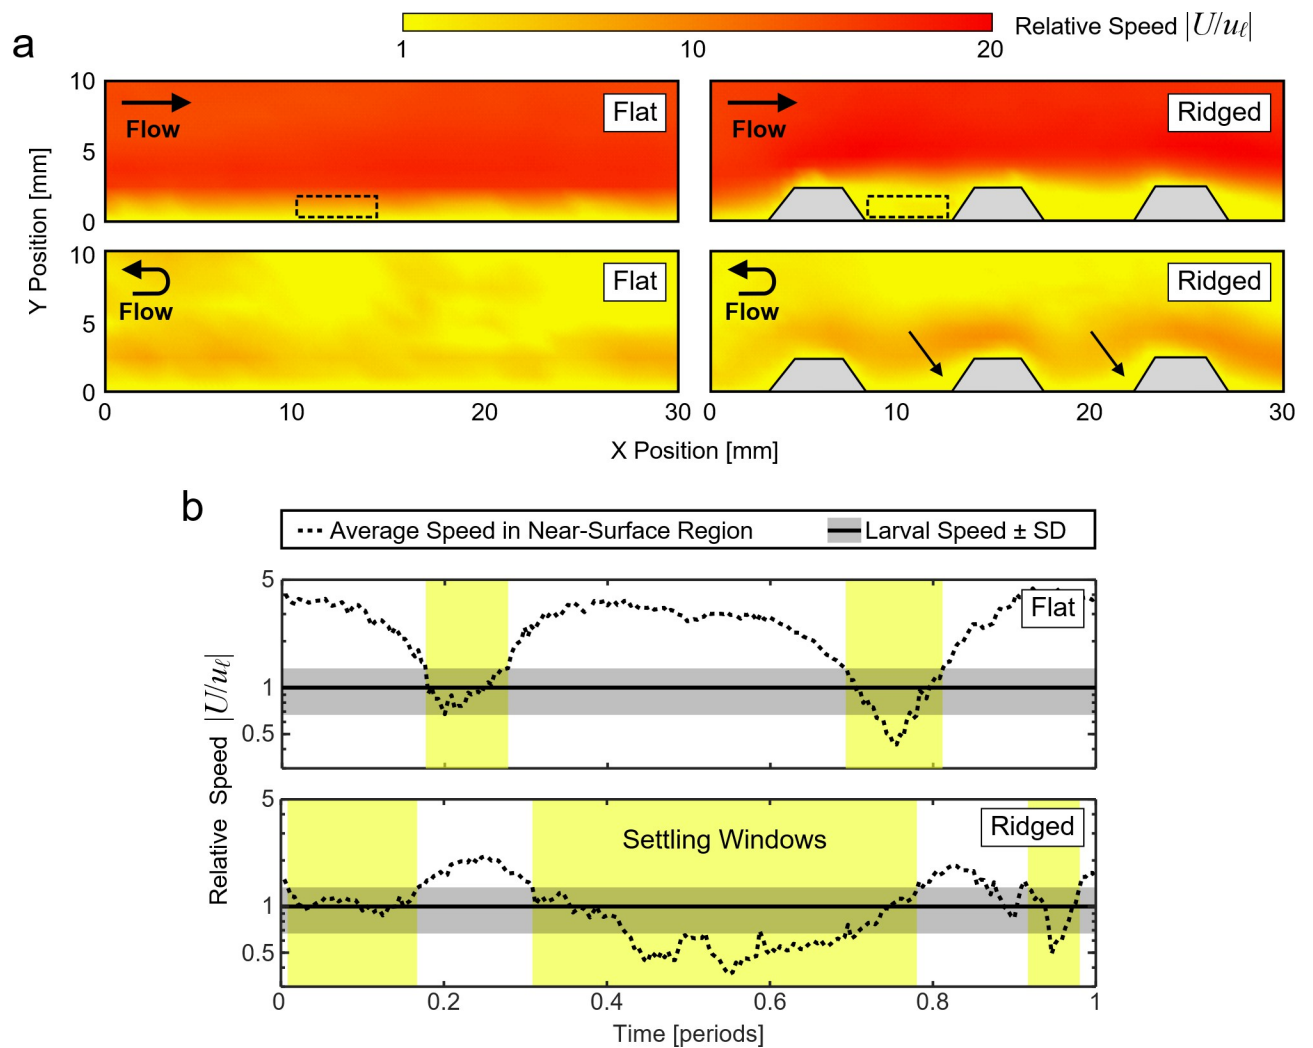 a
Relative Speed |U/uℓ|
1 10 20
10
5
0
Flow
Flat
Flow
Ridged
Y Position [mm]
10
5
0
Flow
Flat
Flow
Ridged
0 10 20 30 0 10 20 30
X Position [mm]
b
Average Speed in Near-Surface Region Larval Speed ± SD
Relative Speed |U/uℓ|
5
1
0.5
Flat
5
1
0.5
Settling Windows
Ridged
0 0.2 0.4 0.6 0.8 1
Time [periods]